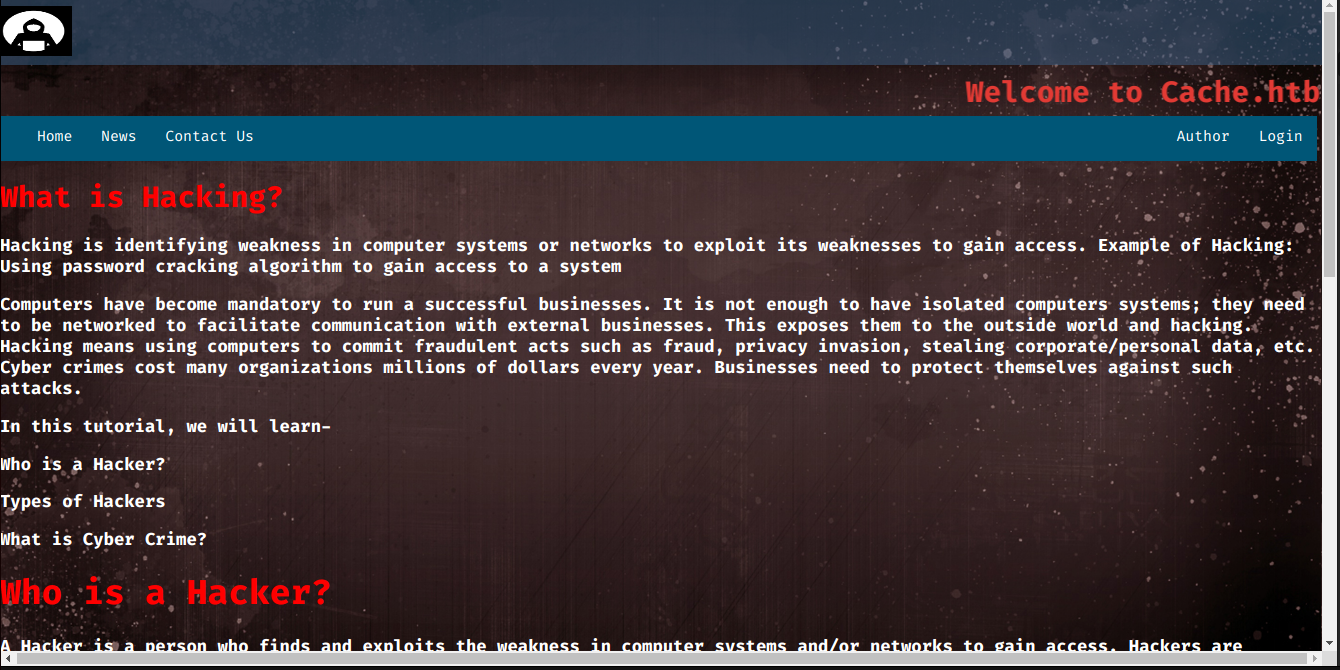 Welcome to Cache.htb
Home News Contact Us Author Login
What is Hacking?
Hacking is identifying weakness in computer systems or networks to exploit its weaknesses to gain access. Example of Hacking:
Using password cracking algorithm to gain access to a system
Computers have become mandatory to run a successful businesses. It is not enough to have isolated computers systems; they need
to be networked to facilitate communication with external businesses. This exposes them to the outside world and hacking.
Hacking means using computers to commit fraudulent acts such as fraud, privacy invasion, stealing corporate/personal data, etc.
Cyber crimes cost many organizations millions of dollars every year. Businesses need to protect themselves against such
attacks.
In this tutorial, we will learn-
Who is a Hacker?
Types of Hackers
What is Cyber Crime?
Who is a Hacker?
A Hacker is a person who finds and exploits the weakness in computer systems and/or networks to gain access. Hackers are